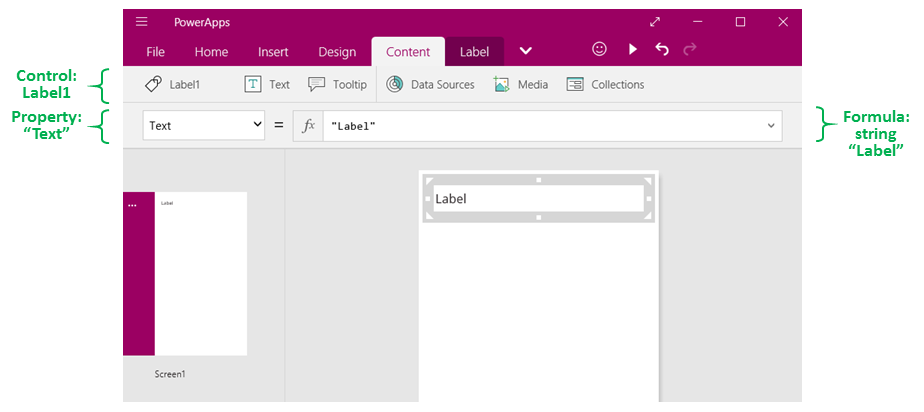 PowerApps
File Home Insert Design Content Label
Control:
Label1
Label1 Text Tooltip Data Sources Media Collections
Property:
“Text”
Text = fx "Label"
Formula:
string
“Label”
Label
Label
Screen1